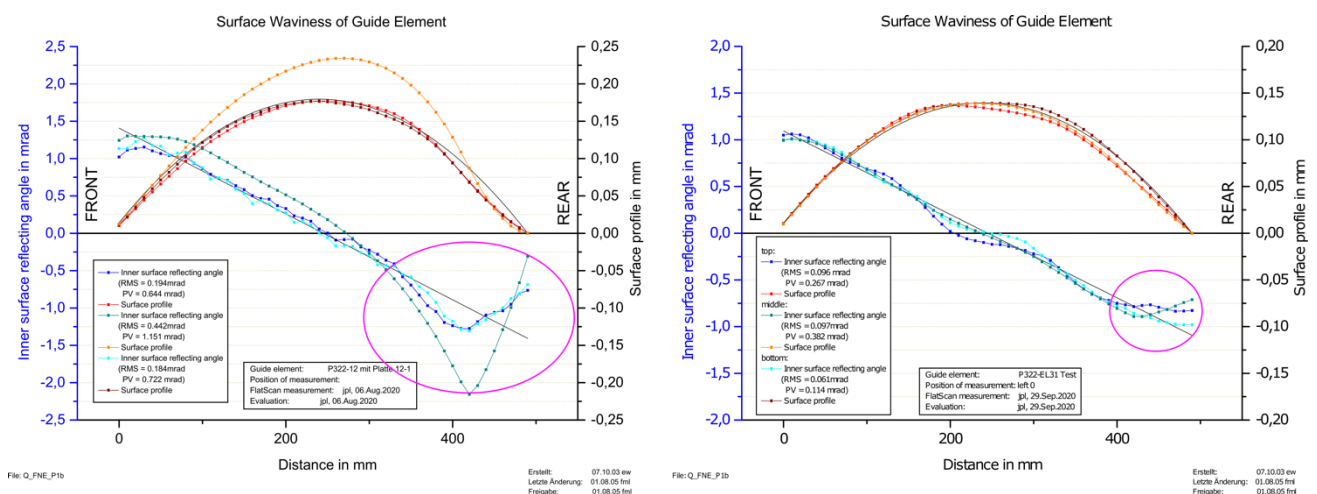 Surface Waviness of Guide Element
2,5
2,0
1,5
1,0
0,5
0,0
-0,5
-1,0
-1,5
-2,0
-2,5
Inner surface reflecting angle in mrad
FRONT
REAR
0,25
0,20
0,15
0,10
0,05
0,00
-0,05
-0,10
-0,15
-0,20
-0,25
Surface profile in mm
Inner surface reflecting angle
(RMS = 0.194mrad
PV = 0.644 mrad)
Surface profile
Inner surface reflecting angle
(RMS = 0.442mrad
PV = 1.151 mrad)
Surface profile
Inner surface reflecting angle
(RMS = 0.184mrad
PV = 0.722 mrad)
Surface profile
Guide element: P322-12 mit Platte 12-1
Position of measurement:
FlatScan measurement: jpl, 06.Aug.2020
Evaluation: jpl, 06.Aug.2020
0 200 400
Distance in mm
File: Q_FNE_P1b
Erstellt: 07.10.03 ew
Letzte Änderung: 01.08.05 fml
Freigabe: 01.08.05 fml
Surface Waviness of Guide Element
2,0
1,5
1,0
0,5
0,0
-0,5
-1,0
-1,5
-2,0
Inner surface reflecting angle in mrad
FRONT
REAR
0,20
0,15
0,10
0,05
0,00
-0,05
-0,10
-0,15
-0,20
Surface profile in mm
top:
Inner surface reflecting angle
(RMS = 0.096 mrad
PV = 0.267 mrad)
Surface profile
middle:
Inner surface reflecting angle
(RMS = 0.097mrad
PV = 0.382 mrad)
Surface profile
bottom:
Inner surface reflecting angle
(RMS = 0.061mrad
PV = 0.114 mrad)
Surface profile
Guide element: P322-EL31 Test
Position of measurement: left 0
FlatScan measurement: jpl, 29.Sep.2020
Evaluation: jpl, 29.Sep.2020
0 200 400
Distance in mm
File: Q_FNE_P1b
Erstellt: 07.10.03 ew
Letzte Änderung: 01.08.05 fml
Freigabe: 01.08.05 fml